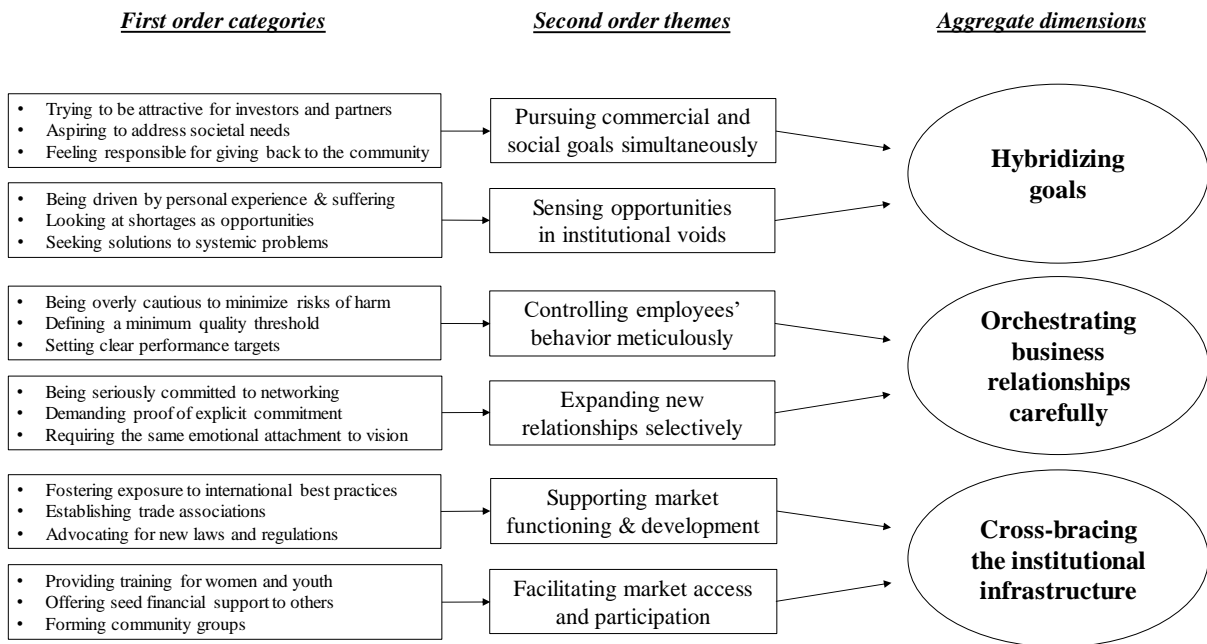 First order categories
Second order themes
Aggregate dimensions
• Trying to be attractive for investors and partners
• Aspiring to address societal needs
• Feeling responsible for giving back to the community
Pursuing commercial and
social goals simultaneously
• Being driven by personal experience & suffering
• Looking at shortages as opportunities
• Seeking solutions to systemic problems
Sensing opportunities
in institutional voids
Hybridizing
goals
• Being overly cautious to minimize risks of harm
• Defining a minimum quality threshold
• Setting clear performance targets
Controlling employees’
behavior meticulously
• Being seriously committed to networking
• Demanding proof of explicit commitment
• Requiring the same emotional attachment to vision
Expanding new
relationships selectively
Orchestrating
business
relationships
carefully
• Fostering exposure to international best practices
• Establishing trade associations
• Advocating for new laws and regulations
Supporting market
functioning & development
• Providing training for women and youth
• Offering seed financial support to others
• Forming community groups
Facilitating market access
and participation
Cross-bracing
the institutional
infrastructure